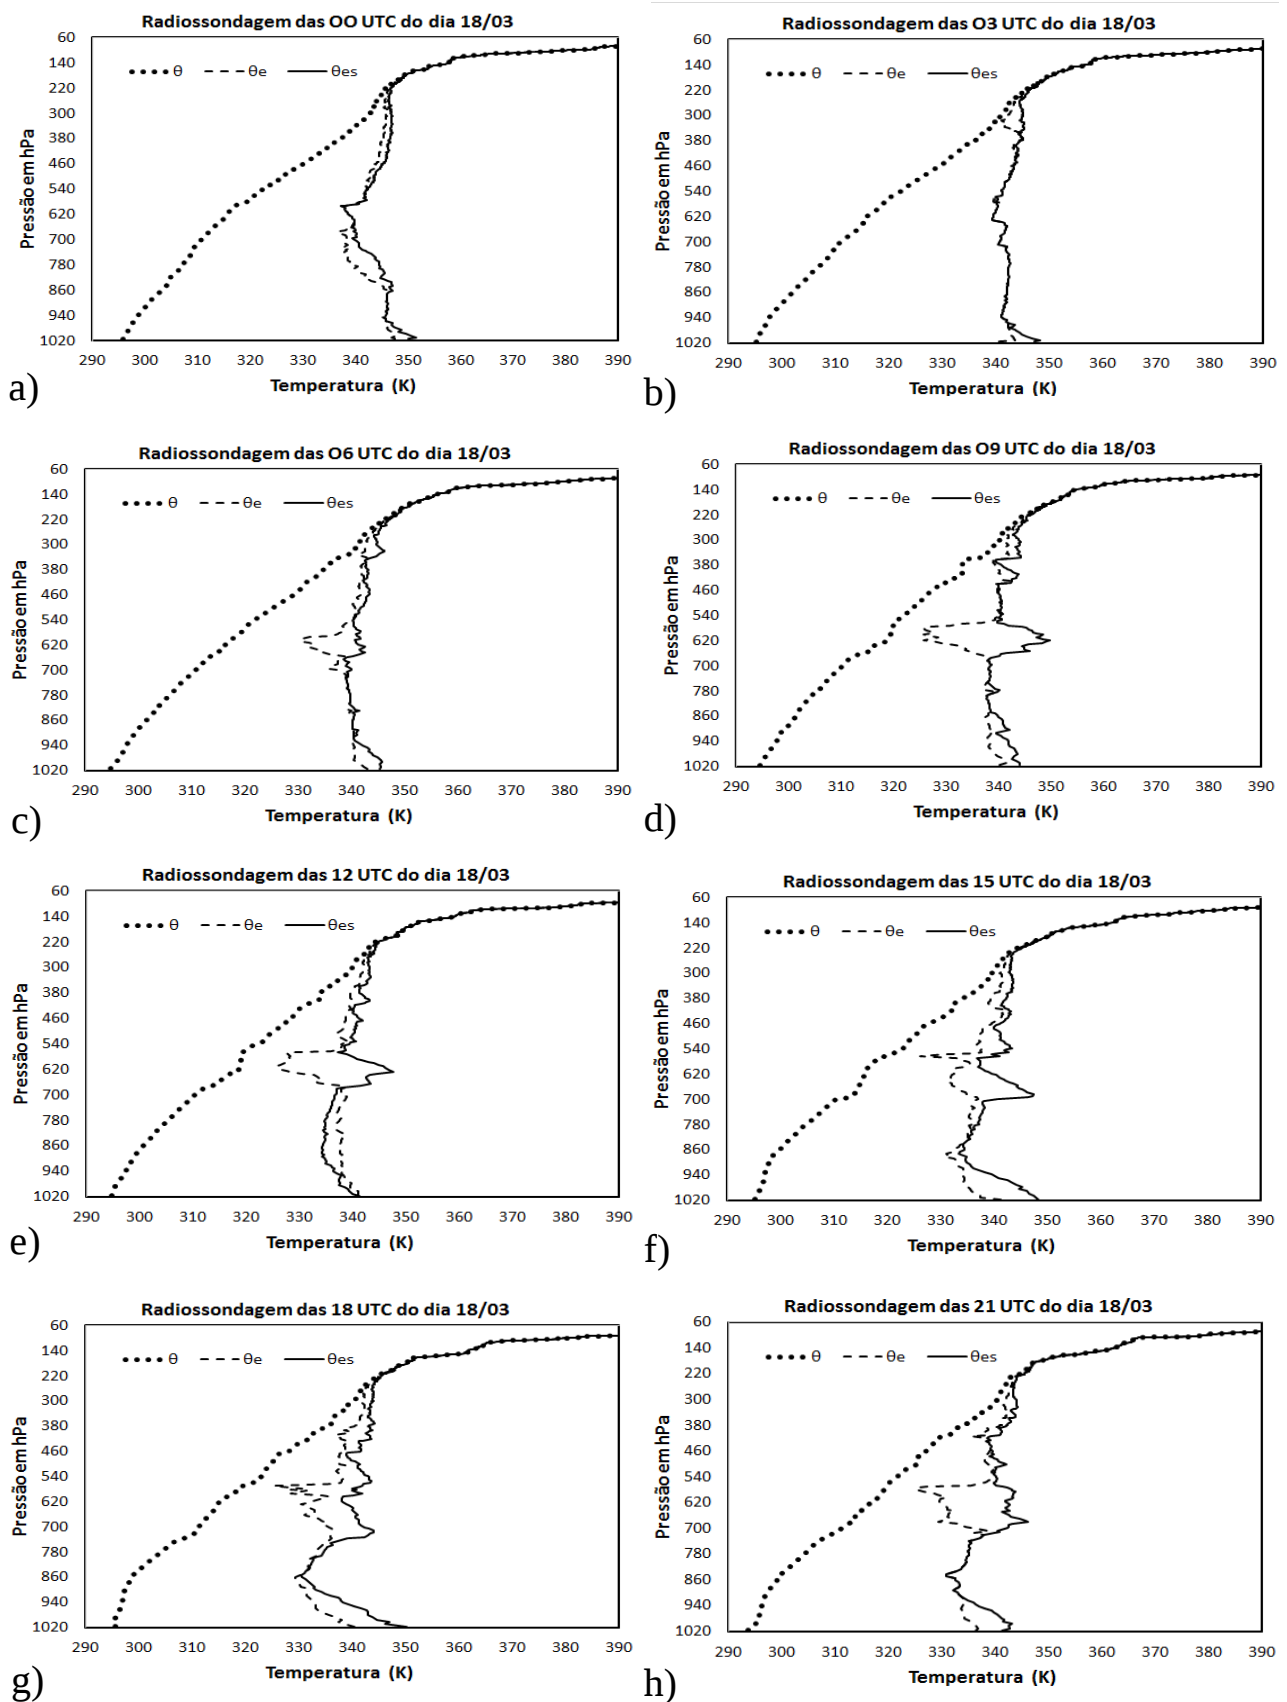 Radiossondagem das OO UTC do dia 18/03
60
140
220
300
380
460
540
620
700
780
860
940
1020
Pressão em hPa
θ θe θes
290 300 310 320 330 340 350 360 370 380 390
Temperatura (K)
a)
Radiossondagem das O3 UTC do dia 18/03
60
140
220
300
380
460
540
620
700
780
860
940
1020
Pressão em hPa
θ θe θes
290 300 310 320 330 340 350 360 370 380 390
Temperatura (K)
b)
Radiossondagem das O6 UTC do dia 18/03
60
140
220
300
380
460
540
620
700
780
860
940
1020
Pressão em hPa
θ θe θes
290 300 310 320 330 340 350 360 370 380 390
Temperatura (K)
c)
Radiossondagem das O9 UTC do dia 18/03
60
140
220
300
380
460
540
620
700
780
860
940
1020
Pressão em hPa
θ θe θes
290 300 310 320 330 340 350 360 370 380 390
Temperatura (K)
d)
Radiossondagem das 12 UTC do dia 18/03
60
140
220
300
380
460
540
620
700
780
860
940
1020
Pressão em hPa
θ θe θes
290 300 310 320 330 340 350 360 370 380 390
Temperatura (K)
e)
Radiossondagem das 15 UTC do dia 18/03
60
140
220
300
380
460
540
620
700
780
860
940
1020
Pressão em hPa
θ θe θes
290 300 310 320 330 340 350 360 370 380 390
Temperatura (K)
f)
Radiossondagem das 18 UTC do dia 18/03
60
140
220
300
380
460
540
620
700
780
860
940
1020
Pressão em hPa
θ θe θes
290 300 310 320 330 340 350 360 370 380 390
Temperatura (K)
g)
Radiossondagem das 21 UTC do dia 18/03
60
140
220
300
380
460
540
620
700
780
860
940
1020
Pressão em hPa
θ θe θes
290 300 310 320 330 340 350 360 370 380 390
Temperatura (K)
h)